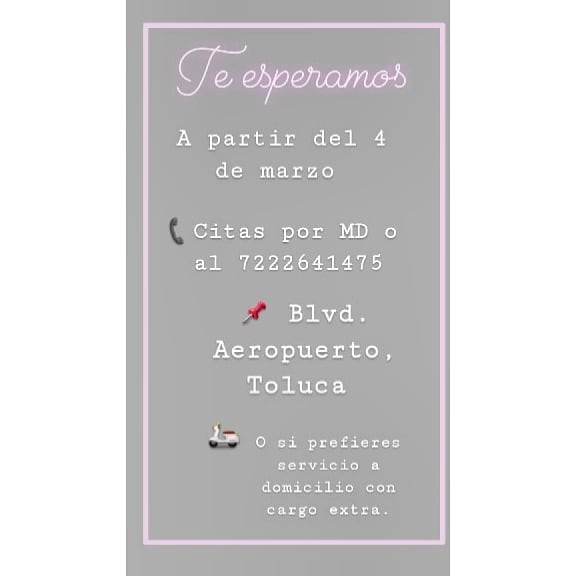 Te esperamos
A partir del 4
de marzo
Citas por MD o
al 7222641475
Blvd.
Aeropuerto,
Toluca
O si prefieres
servicio a
domicilio con
cargo extra.